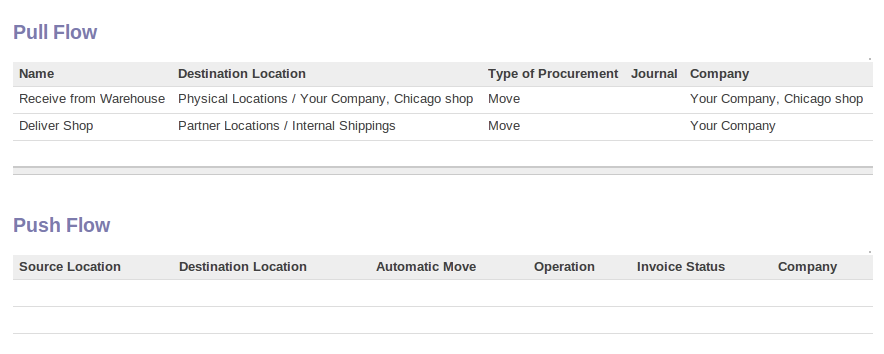 Pull Flow
Name Destination Location Type of Procurement Journal Company
Receive from Warehouse Physical Locations / Your Company, Chicago shop Move Your Company, Chicago shop
Deliver Shop Partner Locations / Internal Shippings Move Your Company
Push Flow
Source Location Destination Location Automatic Move Operation Invoice Status Company